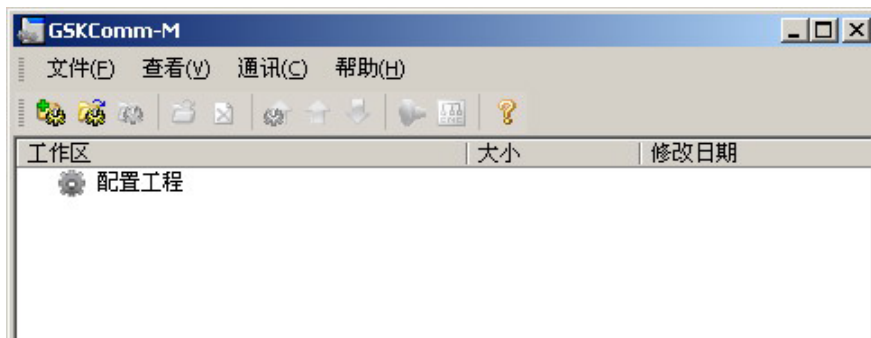 GSKComm-M
文件(F) 查看(V) 通讯(C) 帮助(H)
工作区 大小 修改日期
配置工程